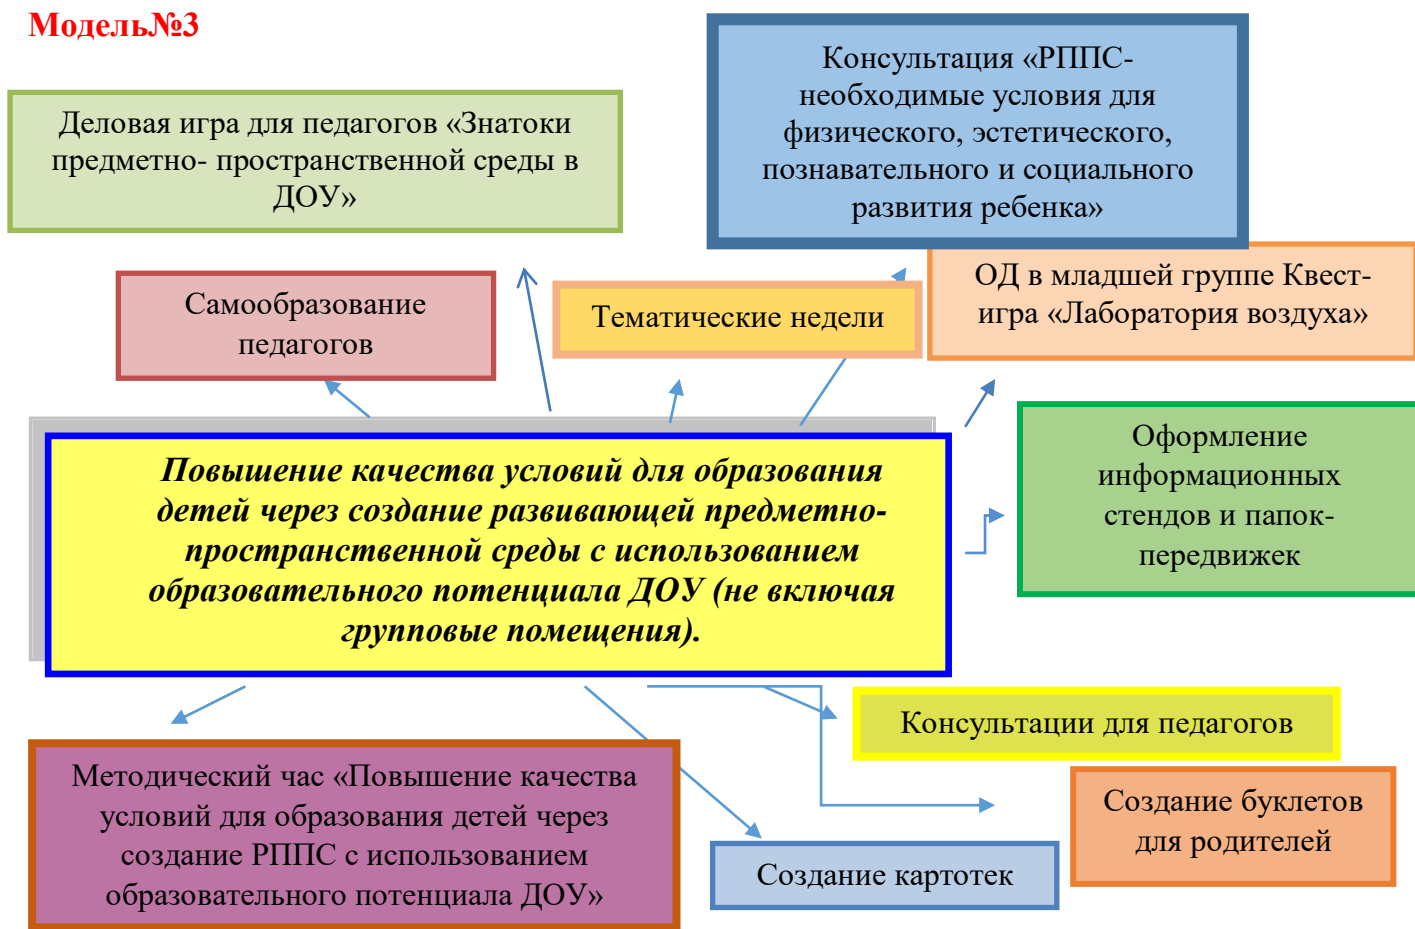 Модель№3
Консультация «РППС-
необходимые условия для
физического, эстетического,
познавательного и социального
развития ребенка»
Деловая игра для педагогов «Знатоки
предметно- пространственной среды в
ДОУ»
ОД в младшей группе Квест-
игра «Лаборатория воздуха»
Самообразование
педагогов
Тематические недели
Оформление
информационных
стендов и папок-
передвижек
Повышение качества условий для образования
детей через создание развивающей предметно-
пространственной среды с использованием
образовательного потенциала ДОУ (не включая
групповые помещения).
Консультации для педагогов
Методический час «Повышение качества
условий для образования детей через
создание РППС с использованием
образовательного потенциала ДОУ»
Создание буклетов
для родителей
Создание картотек